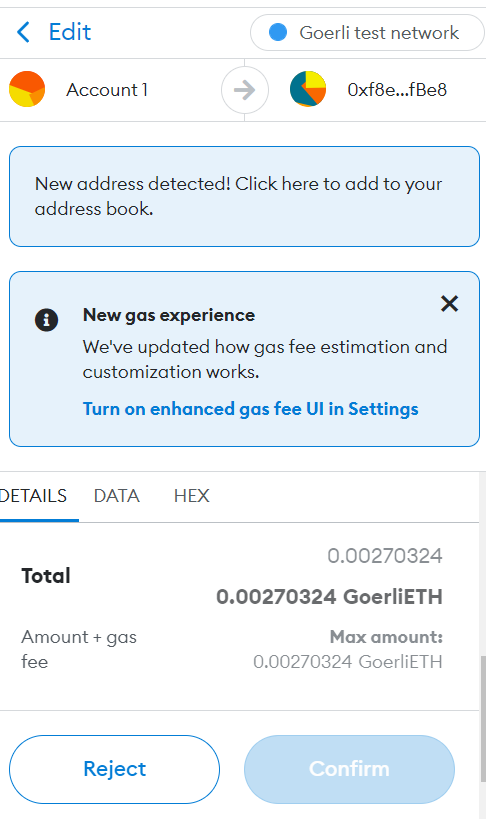 Edit
Goerli test network
Account 1
0xf8e...fBe8
New address detected! Click here to add to your
address book.
New gas experience
We've updated how gas fee estimation and
customization works.
Turn on enhanced gas fee UI in Settings
DETAILS DATA HEX
0.00270324
Total
0.00270324 GoerliETH
Amount + gas
fee
Max amount:
0.00270324 GoerliETH
Reject
Confirm